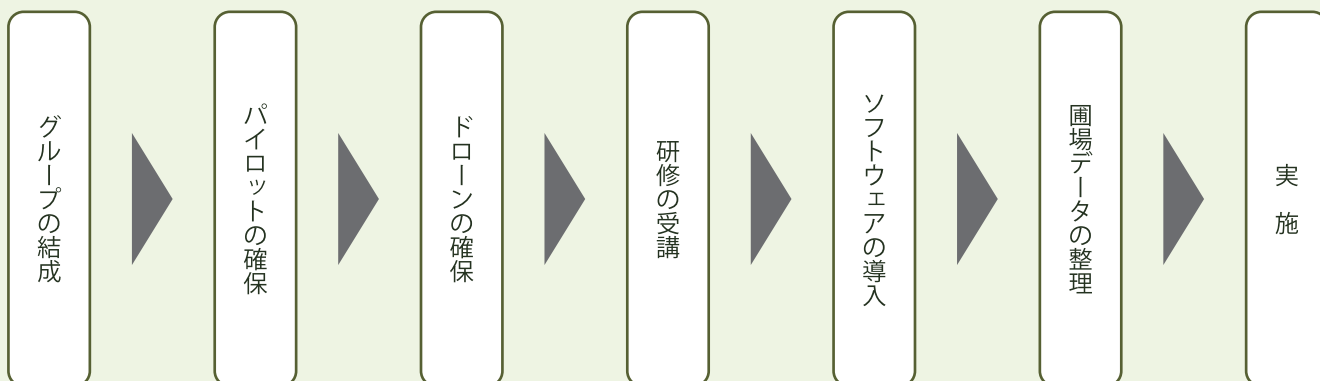 グループの結成
パイロットの確保
ドローンの確保
研修の受講
ソフトウェアの導入
圃場データの整理
実　施